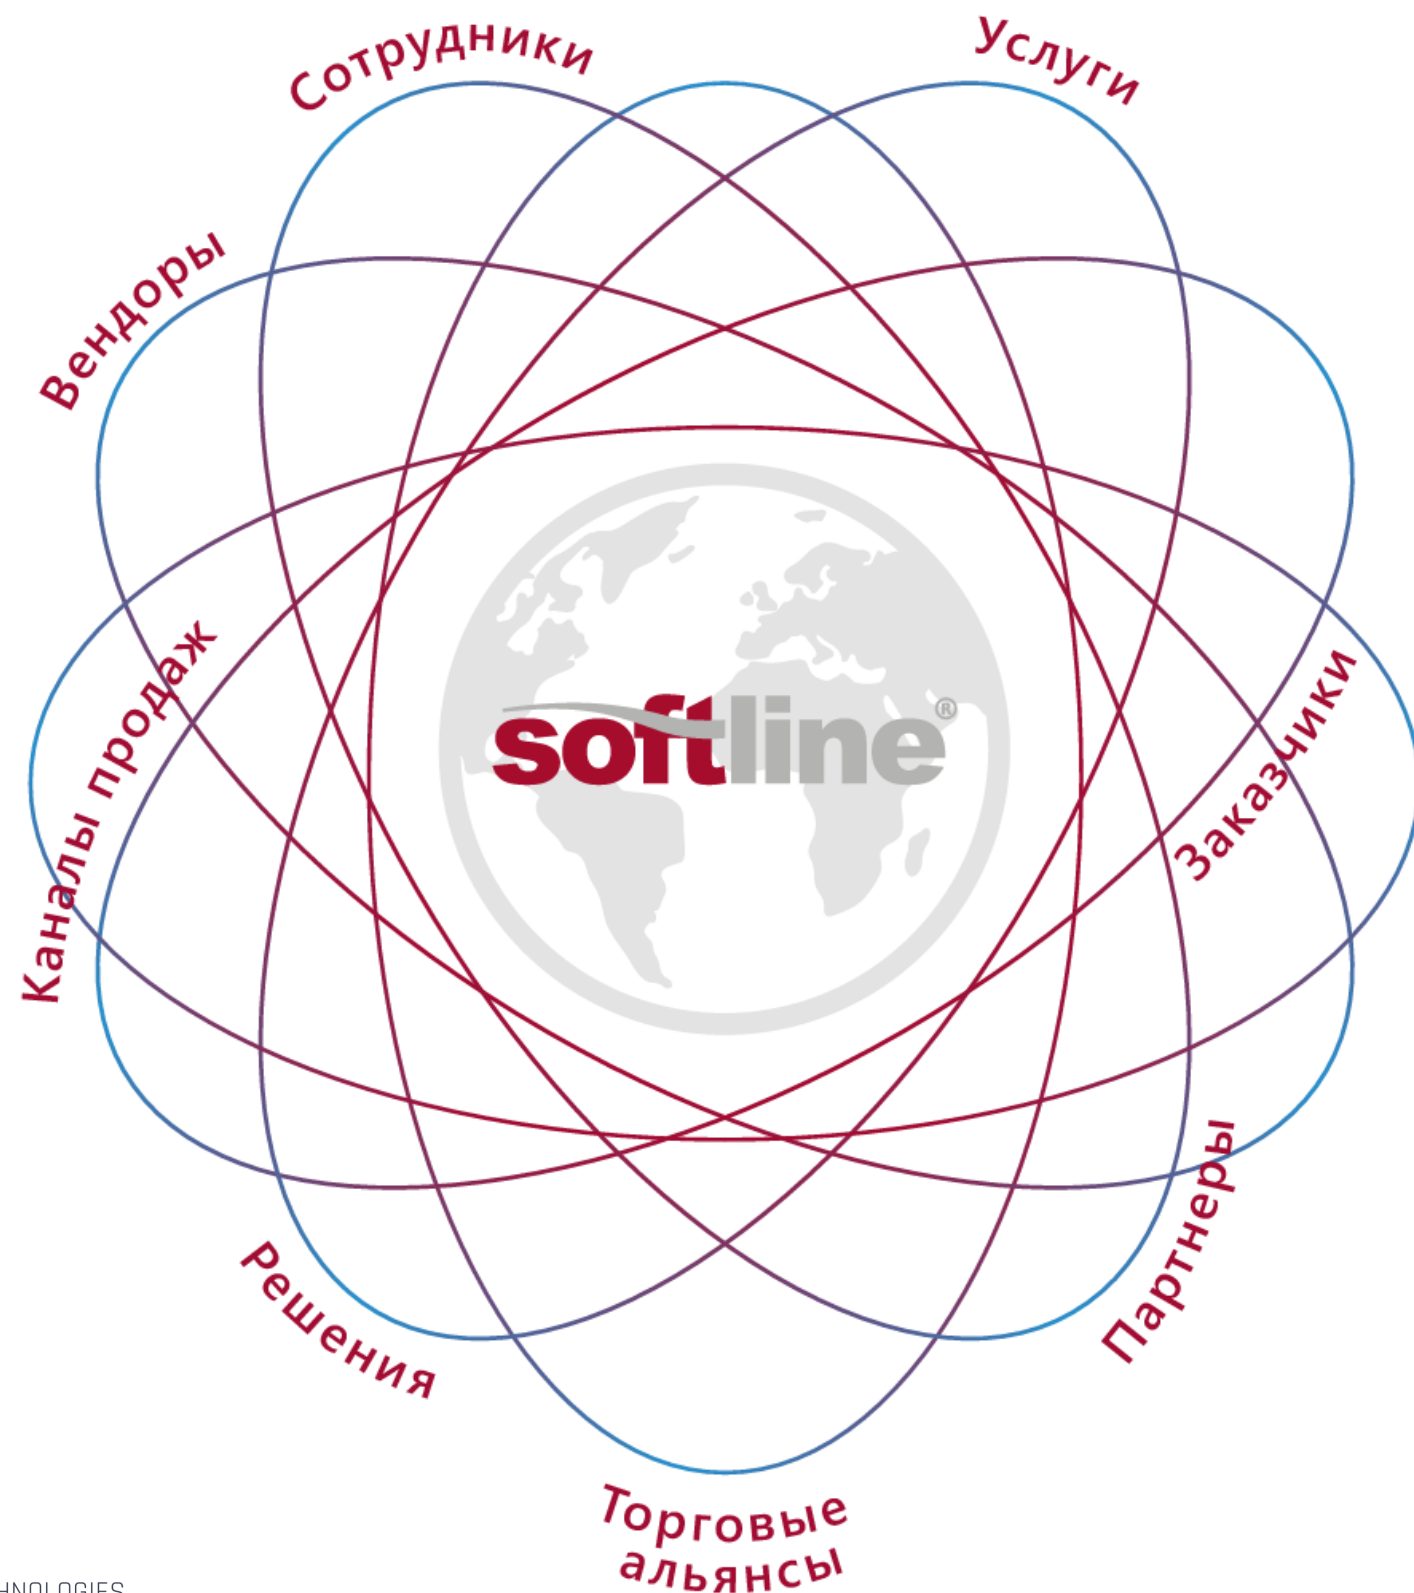 Сотрудники
Услуги
Вендоры
Каналы продаж
softline®
Заказчики
Решения
Партнеры
Торговые
альянсы